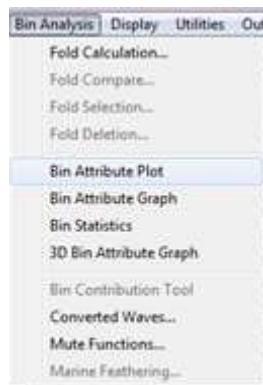 Bin Analysis Display Utilities Out
Fold Calculation...
Fold Compare...
Fold Selection...
Fold Deletion...
Bin Attribute Plot
Bin Attribute Graph
Bin Statistics
3D Bin Attribute Graph
Bin Contribution Tool
Converted Waves...
Mute Functions...
Marine Feathering...